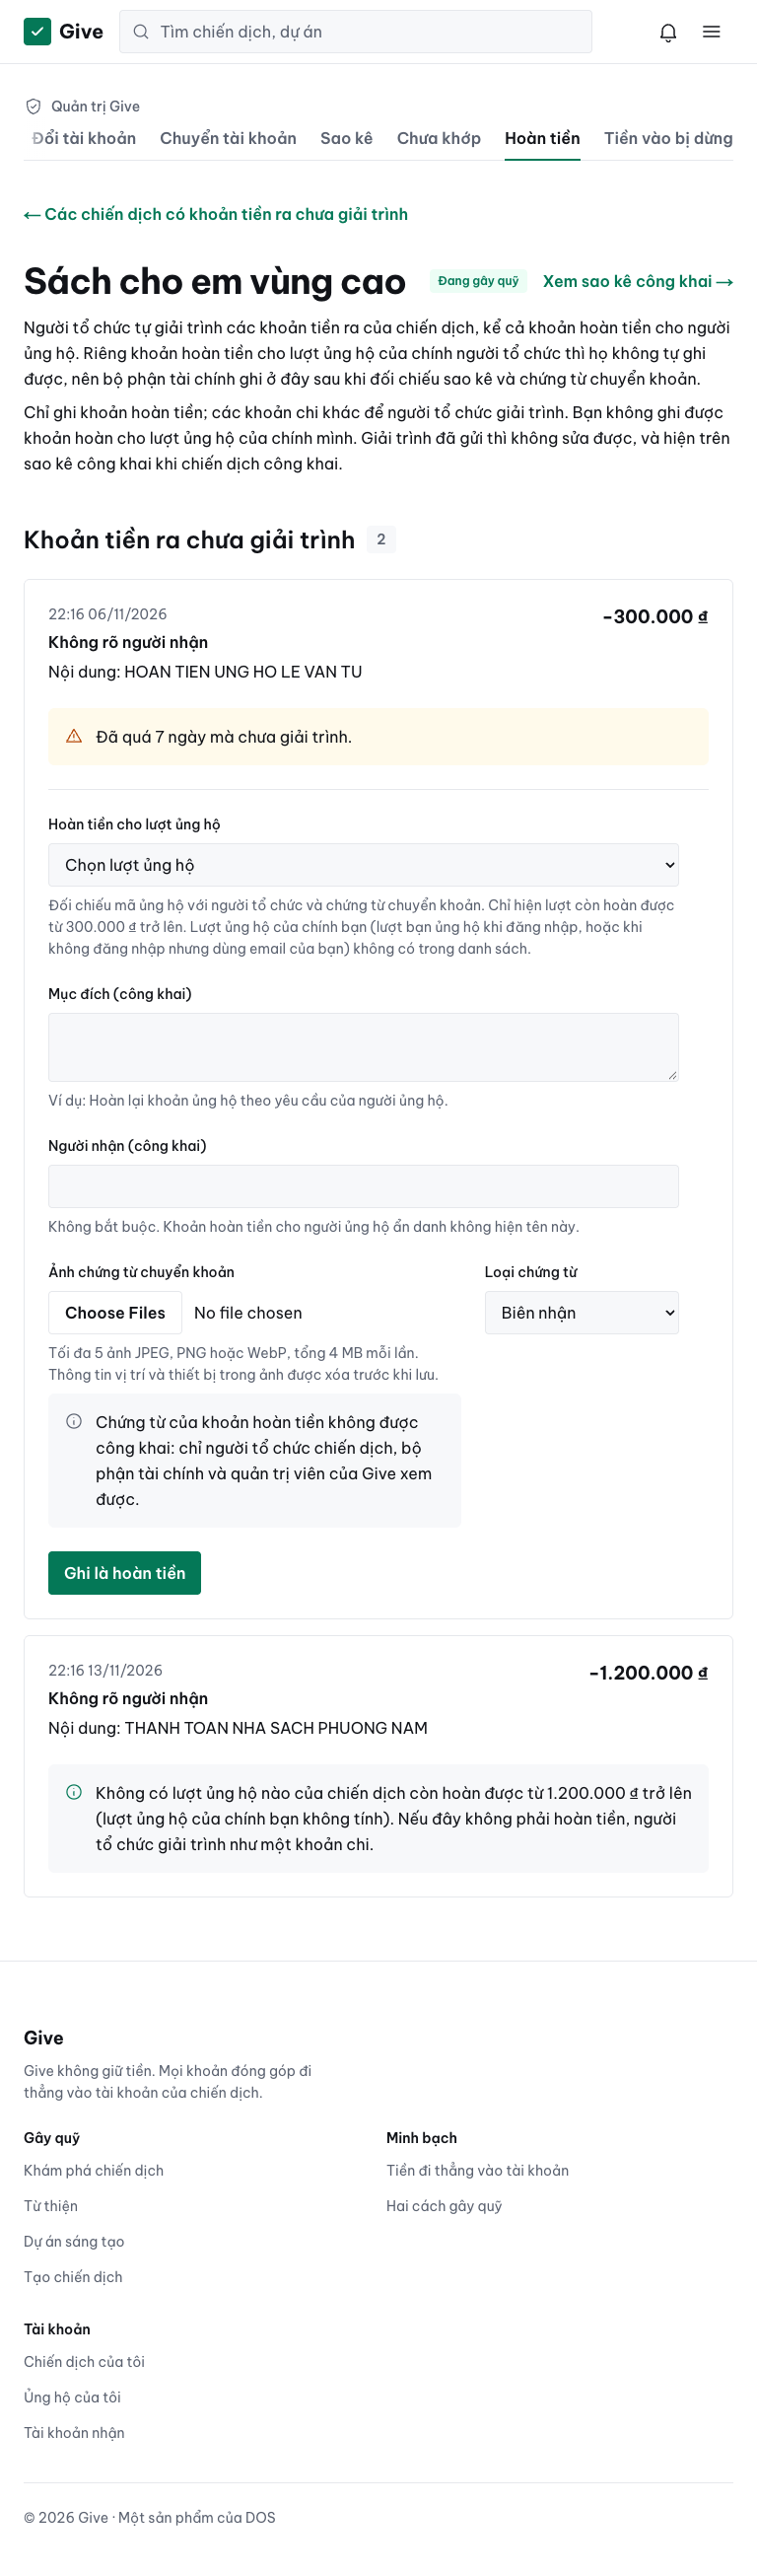 Give
Tìm chiến dịch, dự án
Quản trị Give
Đổi tài khoản
Chuyển tài khoản
Sao kê
Chưa khớp
Hoàn tiền
Tiền vào bị dừng
← Các chiến dịch có khoản tiền ra chưa giải trình
Sách cho em vùng cao
Đang gây quỹ
Xem sao kê công khai →
Người tổ chức tự giải trình các khoản tiền ra của chiến dịch, kể cả khoản hoàn tiền cho người
ủng hộ. Riêng khoản hoàn tiền cho lượt ủng hộ của chính người tổ chức thì họ không tự ghi
được, nên bộ phận tài chính ghi ở đây sau khi đối chiếu sao kê và chứng từ chuyển khoản.
Chỉ ghi khoản hoàn tiền; các khoản chi khác để người tổ chức giải trình. Bạn không ghi được
khoản hoàn cho lượt ủng hộ của chính mình. Giải trình đã gửi thì không sửa được, và hiện trên
sao kê công khai khi chiến dịch công khai.
Khoản tiền ra chưa giải trình
2
22:16 06/11/2026
-300.000 ₫
Không rõ người nhận
Nội dung: HOAN TIEN UNG HO LE VAN TU
Đã quá 7 ngày mà chưa giải trình.
Hoàn tiền cho lượt ủng hộ
Chọn lượt ủng hộ
Đối chiếu mã ủng hộ với người tổ chức và chứng từ chuyển khoản. Chỉ hiện lượt còn hoàn được
từ 300.000 ₫ trở lên. Lượt ủng hộ của chính bạn (lượt bạn ủng hộ khi đăng nhập, hoặc khi
không đăng nhập nhưng dùng email của bạn) không có trong danh sách.
Mục đích (công khai)
Ví dụ: Hoàn lại khoản ủng hộ theo yêu cầu của người ủng hộ.
Người nhận (công khai)
Không bắt buộc. Khoản hoàn tiền cho người ủng hộ ẩn danh không hiện tên này.
Ảnh chứng từ chuyển khoản
Loại chứng từ
Choose Files
No file chosen
Biên nhận
Tối đa 5 ảnh JPEG, PNG hoặc WebP, tổng 4 MB mỗi lần.
Thông tin vị trí và thiết bị trong ảnh được xóa trước khi lưu.
Chứng từ của khoản hoàn tiền không được
công khai: chỉ người tổ chức chiến dịch, bộ
phận tài chính và quản trị viên của Give xem
được.
Ghi là hoàn tiền
22:16 13/11/2026
-1.200.000 ₫
Không rõ người nhận
Nội dung: THANH TOAN NHA SACH PHUONG NAM
Không có lượt ủng hộ nào của chiến dịch còn hoàn được từ 1.200.000 ₫ trở lên
(lượt ủng hộ của chính bạn không tính). Nếu đây không phải hoàn tiền, người
tổ chức giải trình như một khoản chi.
Give
Give không giữ tiền. Mọi khoản đóng góp đi
thẳng vào tài khoản của chiến dịch.
Gây quỹ
Minh bạch
Khám phá chiến dịch
Tiền đi thẳng vào tài khoản
Từ thiện
Hai cách gây quỹ
Dự án sáng tạo
Tạo chiến dịch
Tài khoản
Chiến dịch của tôi
Ủng hộ của tôi
Tài khoản nhận
© 2026 Give · Một sản phẩm của DOS